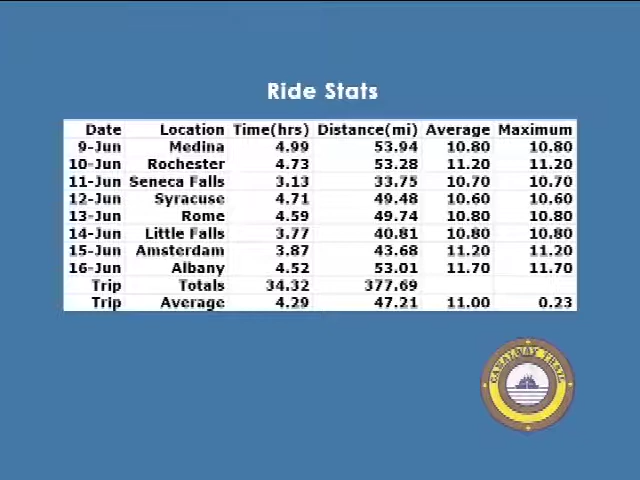 Ride Stats
Date Location Time(hrs) Distance(mi) Average Maximum
9-Jun Medina 4.99 53.94 10.80 10.80
10-Jun Rochester 4.73 53.28 11.20 11.20
11-Jun Seneca Falls 3.13 33.75 10.70 10.70
12-Jun Syracuse 4.71 49.48 10.60 10.60
13-Jun Rome 4.59 49.74 10.80 10.80
14-Jun Little Falls 3.77 40.81 10.80 10.80
15-Jun Amsterdam 3.87 43.68 11.20 11.20
16-Jun Albany 4.52 53.01 11.70 11.70
Trip Totals 34.32 377.69
Trip Average 4.29 47.21 11.00 0.23
CANALWAY TRAIL